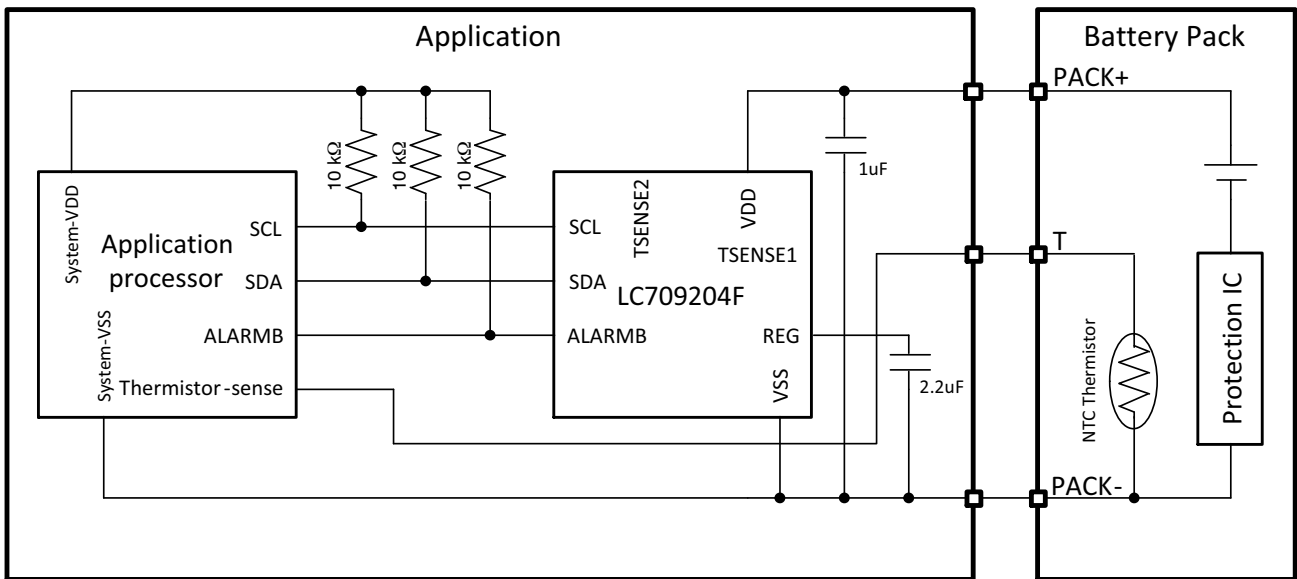 Application
Battery Pack
PACK+
10 kΩ
10 kΩ
10 kΩ
1uF
System-VDD
SCL
SCL
TSENSE2
VDD
Application
processor
TSENSE1
T
SDA
SDA
LC709204F
System-VSS
ALARMB
ALARMB
REG
Thermistor-sense
VSS
2.2uF
NTC Thermistor
Protection IC
PACK-